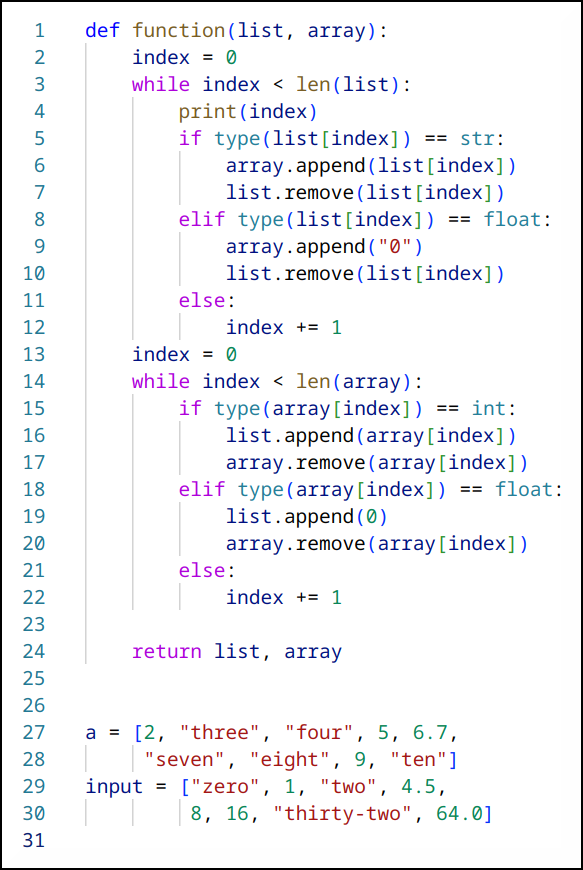 1 def function(list, array):
2     index = 0
3     while index < len(list):
4         print(index)
5         if type(list[index]) == str:
6             array.append(list[index])
7             list.remove(list[index])
8         elif type(list[index]) == float:
9             array.append("0")
10             list.remove(list[index])
11         else:
12             index += 1
13     index = 0
14     while index < len(array):
15         if type(array[index]) == int:
16             list.append(array[index])
17             array.remove(array[index])
18         elif type(array[index]) == float:
19             list.append(0)
20             array.remove(array[index])
21         else:
22             index += 1
23
24     return list, array
25
26
27 a = [2, "three", "four", 5, 6.7,
28      "seven", "eight", 9, "ten"]
29 input = ["zero", 1, "two", 4.5,
30          8, 16, "thirty-two", 64.0]
31